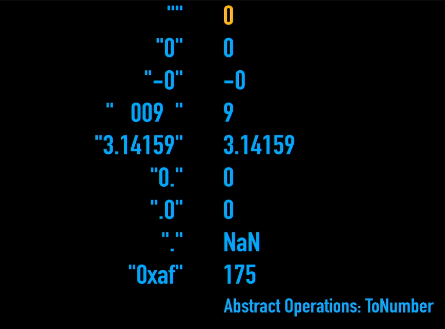 "" 0
"0" 0
"-0" -0
" 009 " 9
"3.14159" 3.14159
"0." 0
".0" 0
"." NaN
"0xaf" 175
Abstract Operations: ToNumber